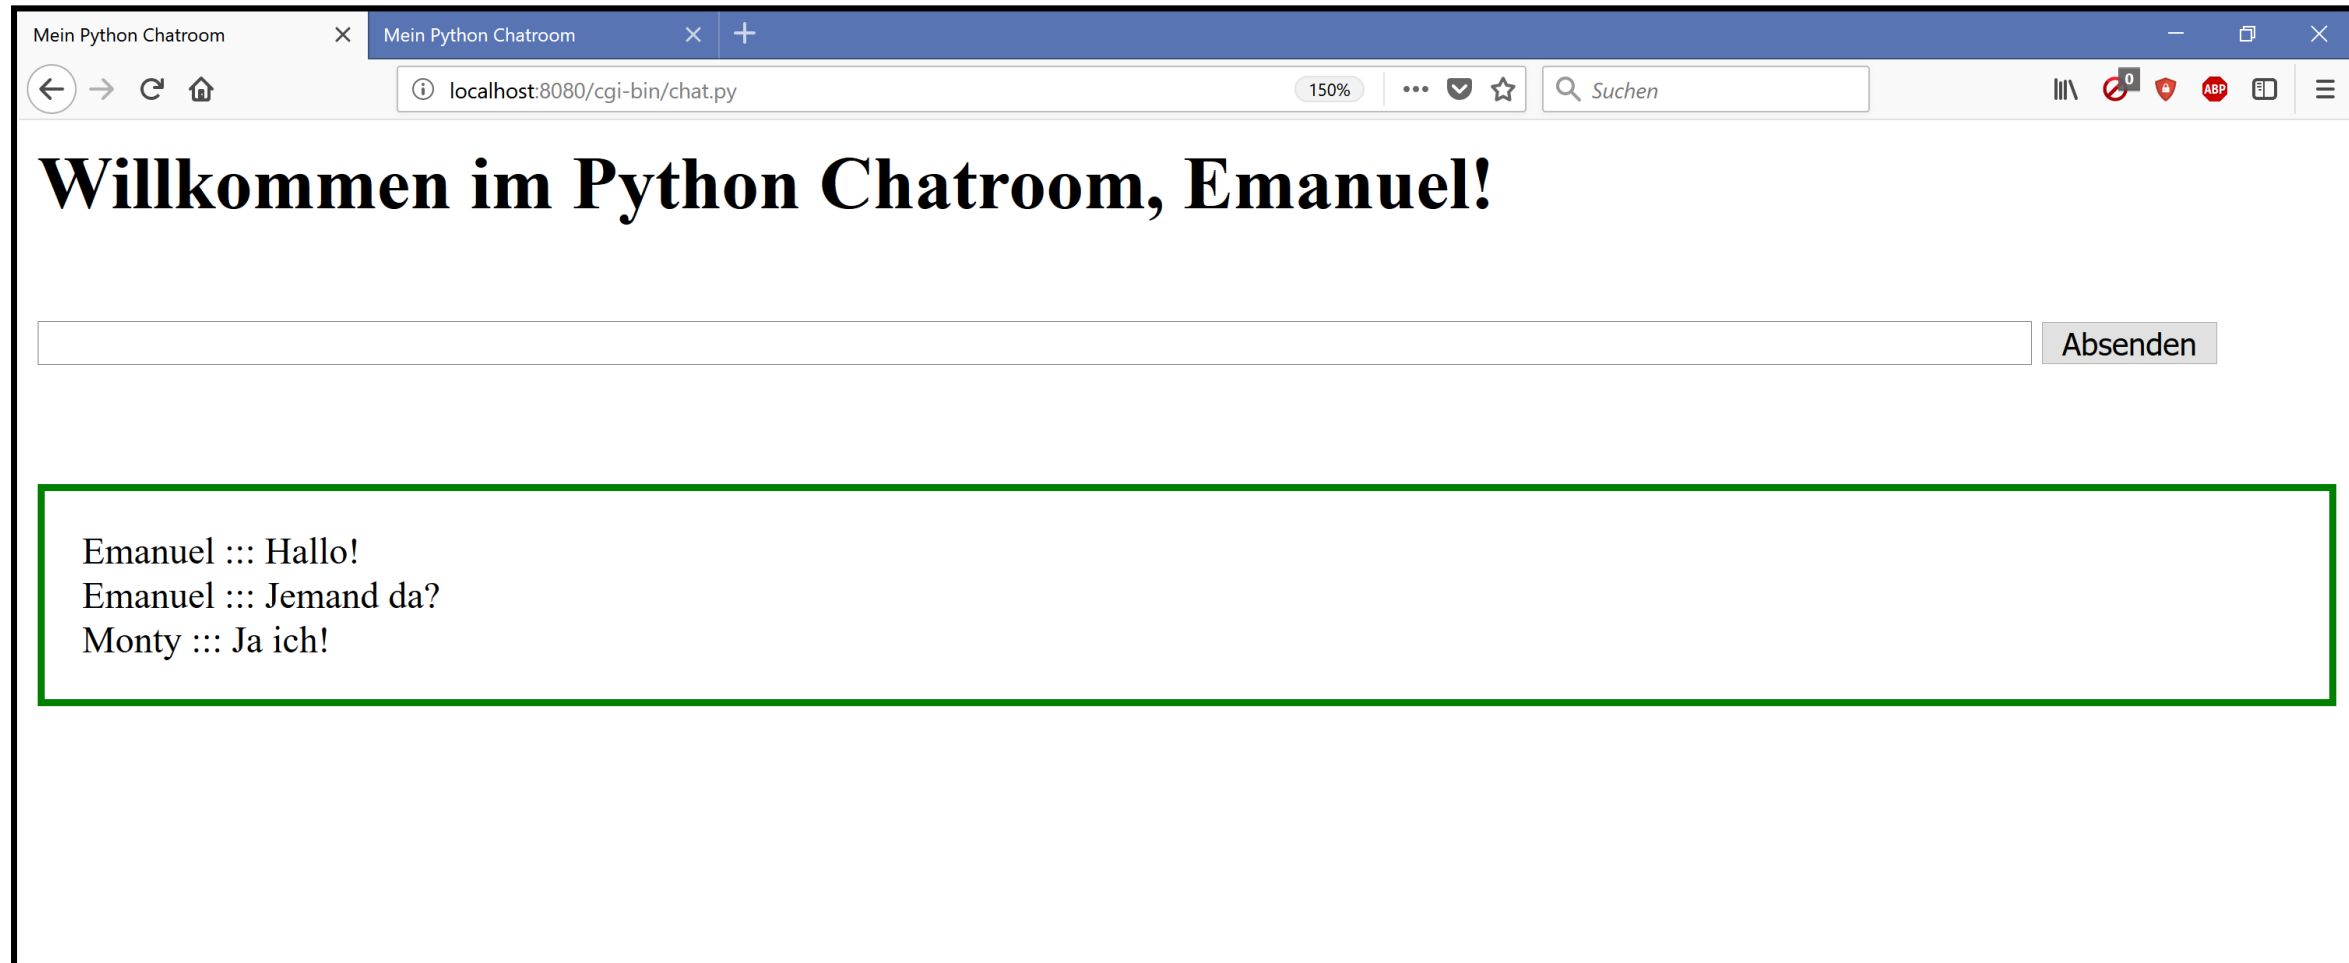 Mein Python Chatroom
Mein Python Chatroom
localhost:8080/cgi-bin/chat.py
150%
Suchen
0
ABP
Willkommen im Python Chatroom, Emanuel!
Absenden
Emanuel ::: Hallo!
Emanuel ::: Jemand da?
Monty ::: Ja ich!